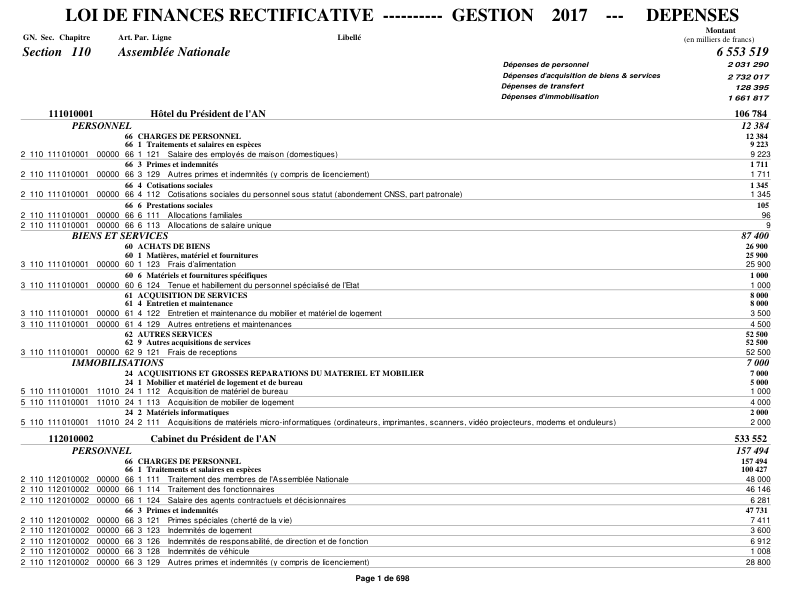 LOI DE FINANCES RECTIFICATIVE ---------- GESTION 2017 --- DEPENSES
GN. Sec. Chapitre Art. Par. Ligne Libellé Montant
(en milliers de francs)
Section 110 Assemblée Nationale 6 553 519
Dépenses de personnel 2 031 290
Dépenses d'acquisition de biens & services 2 732 017
Dépenses de transfert 128 395
Dépenses d'immobilisation 1 661 817
111010001 Hôtel du Président de l'AN 106 784
PERSONNEL 12 384
66 CHARGES DE PERSONNEL 12 384
66 1 Traitements et salaires en espèces 9 223
2 110 111010001 00000 66 1 121 Salaire des employés de maison (domestiques) 9 223
66 3 Primes et indemnités 1 711
2 110 111010001 00000 66 3 129 Autres primes et indemnités (y compris de licenciement) 1 711
66 4 Cotisations sociales 1 345
2 110 111010001 00000 66 4 112 Cotisations sociales du personnel sous statut (abondement CNSS, part patronale) 1 345
66 6 Prestations sociales 105
2 110 111010001 00000 66 6 111 Allocations familiales 96
2 110 111010001 00000 66 6 113 Allocations de salaire unique 9
BIENS ET SERVICES 87 400
60 ACHATS DE BIENS 26 900
60 1 Matières, matériel et fournitures 25 900
3 110 111010001 00000 60 1 123 Frais d'alimentation 25 900
60 6 Matériels et fournitures spécifiques 1 000
3 110 111010001 00000 60 6 124 Tenue et habillement du personnel spécialisé de l'Etat 1 000
61 ACQUISITION DE SERVICES 8 000
61 4 Entretien et maintenance 8 000
3 110 111010001 00000 61 4 122 Entretien et maintenance du mobilier et matériel de logement 3 500
3 110 111010001 00000 61 4 129 Autres entretiens et maintenances 4 500
62 AUTRES SERVICES 52 500
62 9 Autres acquisitions de services 52 500
3 110 111010001 00000 62 9 121 Frais de receptions 52 500
IMMOBILISATIONS 7 000
24 ACQUISITIONS ET GROSSES REPARATIONS DU MATERIEL ET MOBILIER 7 000
24 1 Mobilier et matériel de logement et de bureau 5 000
5 110 111010001 11010 24 1 112 Acquisition de matériel de bureau 1 000
5 110 111010001 11010 24 1 113 Acquisition de mobilier de logement 4 000
24 2 Matériels informatiques 2 000
5 110 111010001 11010 24 2 111 Acquisitions de matériels micro-informatiques (ordinateurs, imprimantes, scanners, vidéo projecteurs, modems et onduleurs) 2 000
112010002 Cabinet du Président de l'AN 533 552
PERSONNEL 157 494
66 CHARGES DE PERSONNEL 157 494
66 1 Traitements et salaires en espèces 100 427
2 110 112010002 00000 66 1 111 Traitement des membres de l'Assemblée Nationale 48 000
2 110 112010002 00000 66 1 114 Traitement des fonctionnaires 46 146
2 110 112010002 00000 66 1 124 Salaire des agents contractuels et décisionnaires 6 281
66 3 Primes et indemnités 47 731
2 110 112010002 00000 66 3 121 Primes spéciales (cherté de la vie) 7 411
2 110 112010002 00000 66 3 123 Indemnités de logement 3 600
2 110 112010002 00000 66 3 126 Indemnités de responsabilité, de direction et de fonction 6 912
2 110 112010002 00000 66 3 128 Indemnités de véhicule 1 008
2 110 112010002 00000 66 3 129 Autres primes et indemnités (y compris de licenciement) 28 800
Page 1 de 698